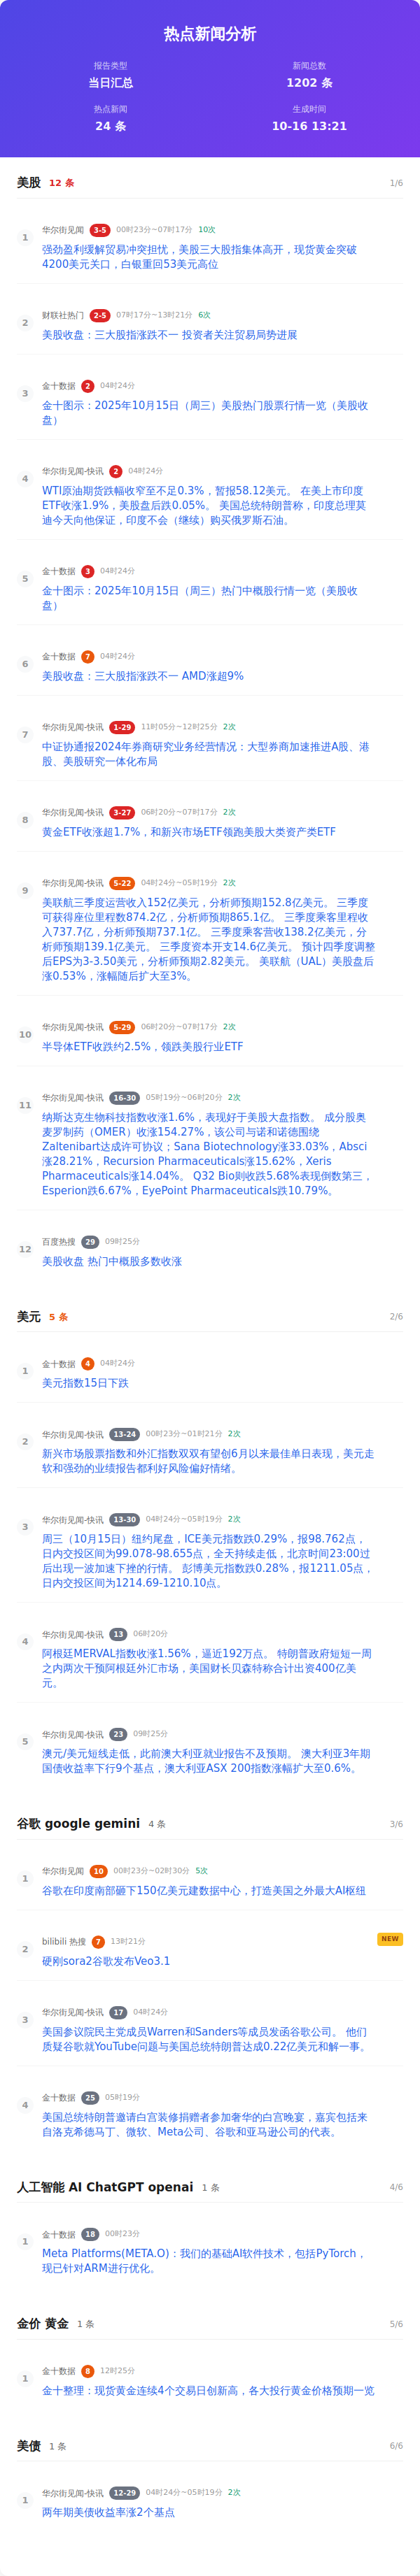 热点新闻分析
报告类型
当日汇总
新闻总数
1202 条
热点新闻
24 条
生成时间
10-16 13:21
美股 12 条 1/6
1
华尔街见闻 3-5 00时23分~07时17分 10次
强劲盈利缓解贸易冲突担忧，美股三大股指集体高开，现货黄金突破
4200美元关口，白银重回53美元高位
2
财联社热门 2-5 07时17分~13时21分 6次
美股收盘：三大股指涨跌不一 投资者关注贸易局势进展
3
金十数据 2 04时24分
金十图示：2025年10月15日（周三）美股热门股票行情一览（美股收
盘）
4
华尔街见闻-快讯 2 04时24分
WTI原油期货跌幅收窄至不足0.3%，暂报58.12美元。 在美上市印度
ETF收涨1.9%，美股盘后跌0.05%。 美国总统特朗普称，印度总理莫
迪今天向他保证，印度不会（继续）购买俄罗斯石油。
5
金十数据 3 04时24分
金十图示：2025年10月15日（周三）热门中概股行情一览（美股收
盘）
6
金十数据 7 04时24分
美股收盘：三大股指涨跌不一 AMD涨超9%
7
华尔街见闻-快讯 1-29 11时05分~12时25分 2次
中证协通报2024年券商研究业务经营情况：大型券商加速推进A股、港
股、美股研究一体化布局
8
华尔街见闻-快讯 3-27 06时20分~07时17分 2次
黄金ETF收涨超1.7%，和新兴市场ETF领跑美股大类资产类ETF
9
华尔街见闻-快讯 5-22 04时24分~05时19分 2次
美联航三季度运营收入152亿美元，分析师预期152.8亿美元。 三季度
可获得座位里程数874.2亿，分析师预期865.1亿。 三季度乘客里程收
入737.7亿，分析师预期737.1亿。 三季度乘客营收138.2亿美元，分
析师预期139.1亿美元。 三季度资本开支14.6亿美元。 预计四季度调整
后EPS为3-3.50美元，分析师预期2.82美元。 美联航（UAL）美股盘后
涨0.53%，涨幅随后扩大至3%。
10
华尔街见闻-快讯 5-29 06时20分~07时17分 2次
半导体ETF收跌约2.5%，领跌美股行业ETF
11
华尔街见闻-快讯 16-30 05时19分~06时20分 2次
纳斯达克生物科技指数收涨1.6%，表现好于美股大盘指数。 成分股奥
麦罗制药（OMER）收涨154.27%，该公司与诺和诺德围绕
Zaltenibart达成许可协议；Sana Biotechnology涨33.03%，Absci
涨28.21%，Recursion Pharmaceuticals涨15.62%，Xeris
Pharmaceuticals涨14.04%。 Q32 Bio则收跌5.68%表现倒数第三，
Esperion跌6.67%，EyePoint Pharmaceuticals跌10.79%。
12
百度热搜 29 09时25分
美股收盘 热门中概股多数收涨
美元 5 条 2/6
1
金十数据 4 04时24分
美元指数15日下跌
2
华尔街见闻-快讯 13-24 00时23分~01时21分 2次
新兴市场股票指数和外汇指数双双有望创6月以来最佳单日表现，美元走
软和强劲的业绩报告都利好风险偏好情绪。
3
华尔街见闻-快讯 13-30 04时24分~05时19分 2次
周三（10月15日）纽约尾盘，ICE美元指数跌0.29%，报98.762点，
日内交投区间为99.078-98.655点，全天持续走低，北京时间23:00过
后出现一波加速下挫的行情。 彭博美元指数跌0.28%，报1211.05点，
日内交投区间为1214.69-1210.10点。
4
华尔街见闻-快讯 13 06时20分
阿根廷MERVAL指数收涨1.56%，逼近192万点。 特朗普政府短短一周
之内两次干预阿根廷外汇市场，美国财长贝森特称合计出资400亿美
元。
5
华尔街见闻-快讯 23 09时25分
澳元/美元短线走低，此前澳大利亚就业报告不及预期。 澳大利亚3年期
国债收益率下行9个基点，澳大利亚ASX 200指数涨幅扩大至0.6%。
谷歌 google gemini 4 条 3/6
1
华尔街见闻 10 00时23分~02时30分 5次
谷歌在印度南部砸下150亿美元建数据中心，打造美国之外最大AI枢纽
2
bilibili 热搜 7 13时21分 NEW
硬刚sora2谷歌发布Veo3.1
3
华尔街见闻-快讯 17 04时24分
美国参议院民主党成员Warren和Sanders等成员发函谷歌公司。 他们
质疑谷歌就YouTube问题与美国总统特朗普达成0.22亿美元和解一事。
4
金十数据 25 05时19分
美国总统特朗普邀请白宫装修捐赠者参加奢华的白宫晚宴，嘉宾包括来
自洛克希德马丁、微软、Meta公司、谷歌和亚马逊公司的代表。
人工智能 AI ChatGPT openai 1 条 4/6
1
金十数据 18 00时23分
Meta Platforms(META.O)：我们的基础AI软件技术，包括PyTorch，
现已针对ARM进行优化。
金价 黄金 1 条 5/6
1
金十数据 8 12时25分
金十整理：现货黄金连续4个交易日创新高，各大投行黄金价格预期一览
美债 1 条 6/6
1
华尔街见闻-快讯 12-29 04时24分~05时19分 2次
两年期美债收益率涨2个基点